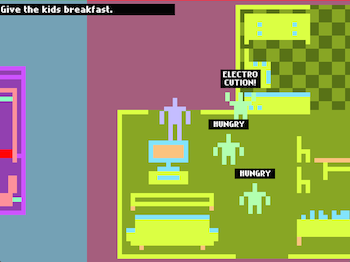 Give the kids breakfast.
ELECTRO
CUTION!
HUNGRY
HUNGRY